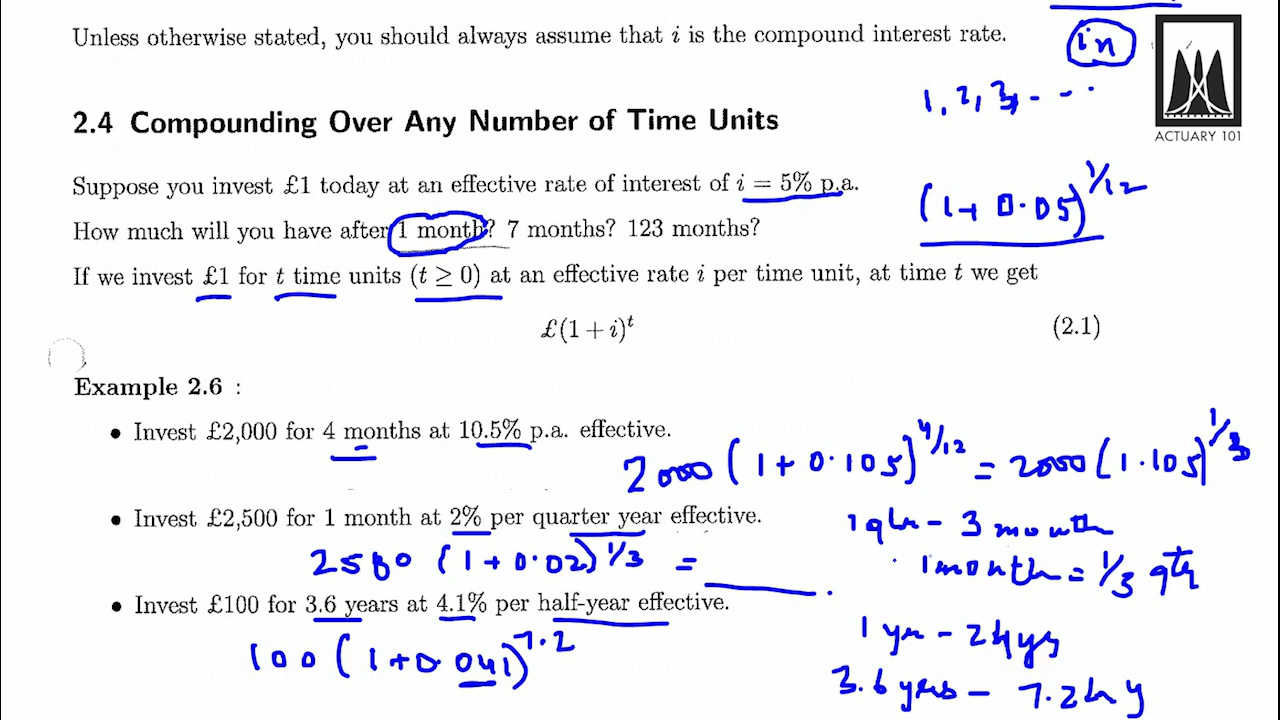 Unless otherwise stated, you should always assume that i is the compound interest rate.
in
1, 2, 3, - - .
ACTUARY 101
2.4 Compounding Over Any Number of Time Units
Suppose you invest £1 today at an effective rate of interest of i = 5% p.a.
(1+ 0.05)^1/12
How much will you have after 1 month? 7 months? 123 months?
If we invest £1 for t time units (t ≥ 0) at an effective rate i per time unit, at time t we get
£(1 + i)^t (2.1)
Example 2.6 :
• Invest £2,000 for 4 months at 10.5% p.a. effective.
2000 (1 + 0.105)^4/12 = 2000 (1.105)^1/3
• Invest £2,500 for 1 month at 2% per quarter year effective.
1 qtr - 3 month
2500 (1 + 0.02)^1/3 =
1 month = 1/3 qtr
• Invest £100 for 3.6 years at 4.1% per half-year effective.
1 yr - 2 hys
100 (1+0.041)^7.2
3.6 yrs - 7.2 hy